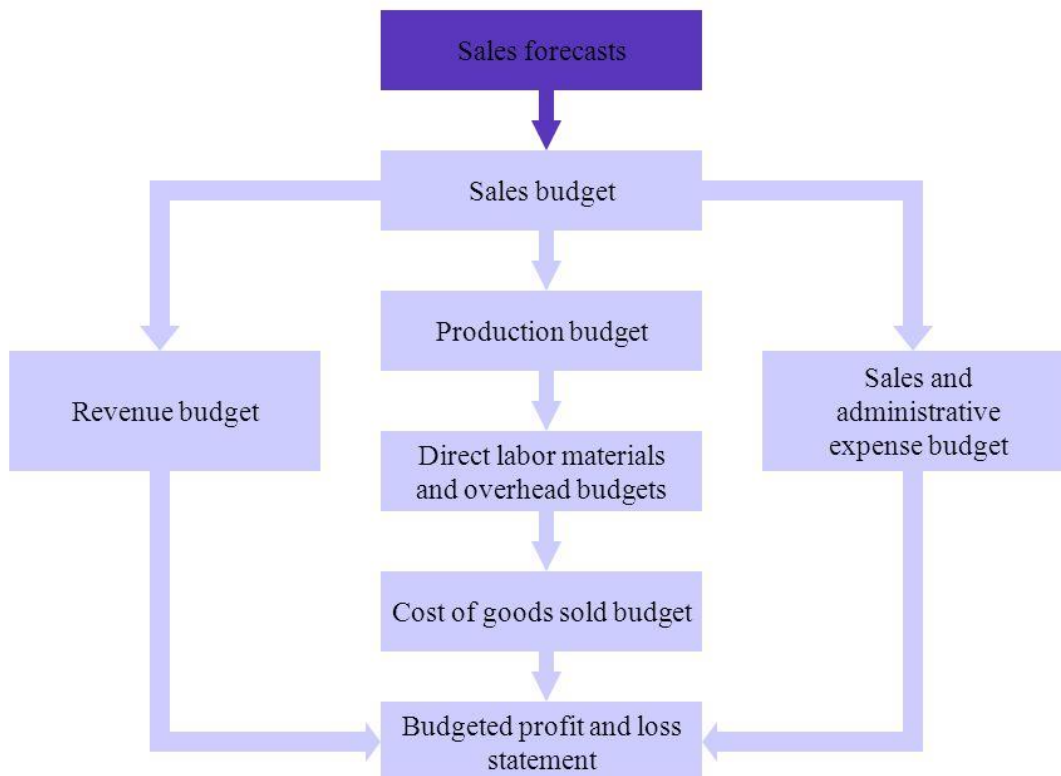 Sales forecasts
Sales budget
Production budget
Revenue budget
Sales and
administrative
expense budget
Direct labor materials
and overhead budgets
Cost of goods sold budget
Budgeted profit and loss
statement